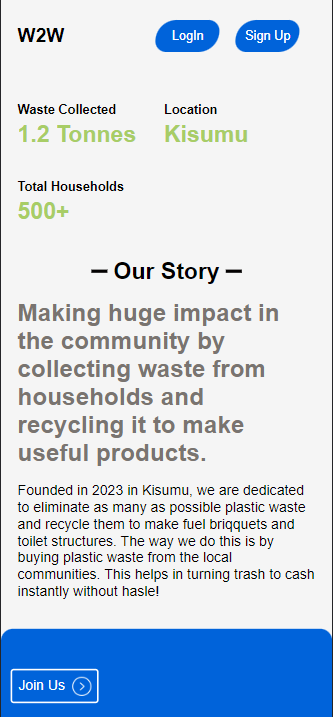 W2W
LogIn
Sign Up
Waste Collected
Location
1.2 Tonnes
Kisumu
Total Households
500+
– Our Story –
Making huge impact in
the community by
collecting waste from
households and
recycling it to make
useful products.
Founded in 2023 in Kisumu, we are dedicated
to eliminate as many as possible plastic waste
and recycle them to make fuel briqquets and
toilet structures. The way we do this is by
buying plastic waste from the local
communities. This helps in turning trash to cash
instantly without hasle!
Join Us